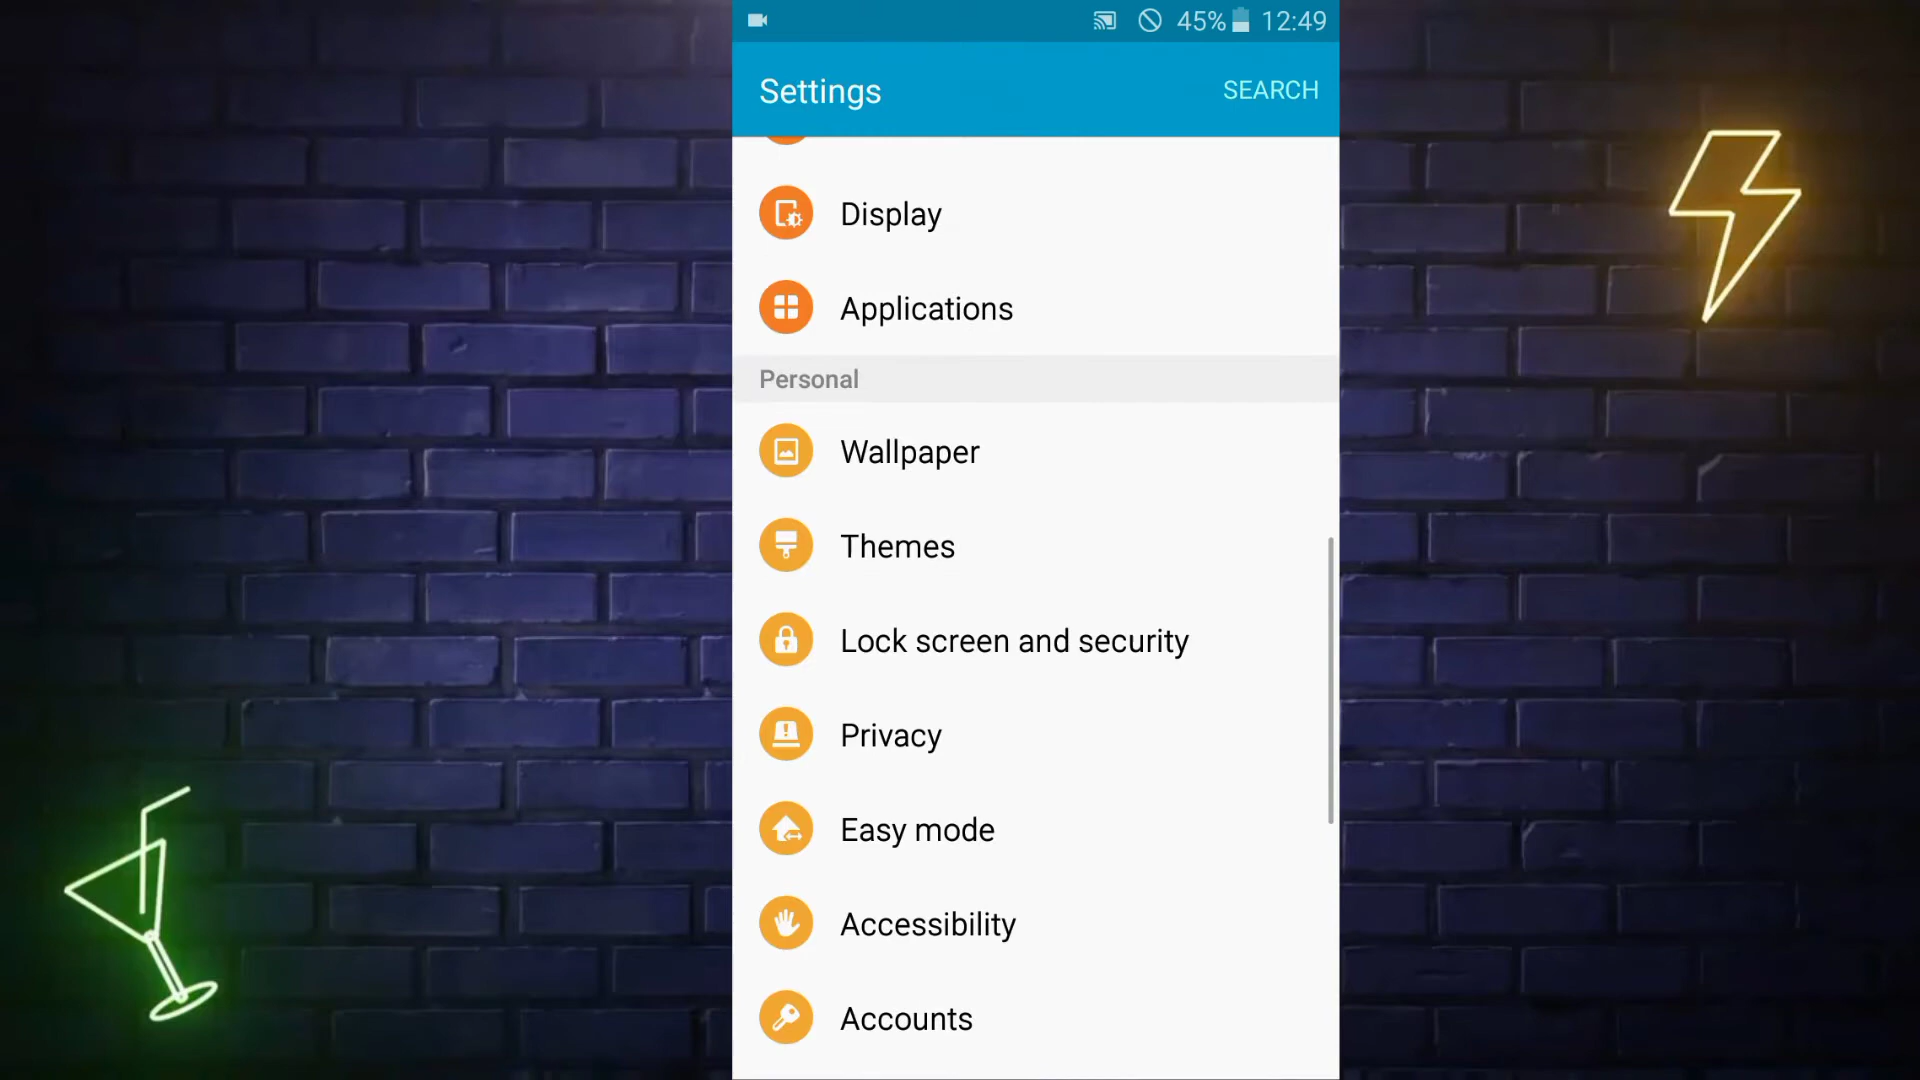 45% 12:49
Settings SEARCH
Display
Applications
Personal
Wallpaper
Themes
Lock screen and security
Privacy
Easy mode
Accessibility
Accounts